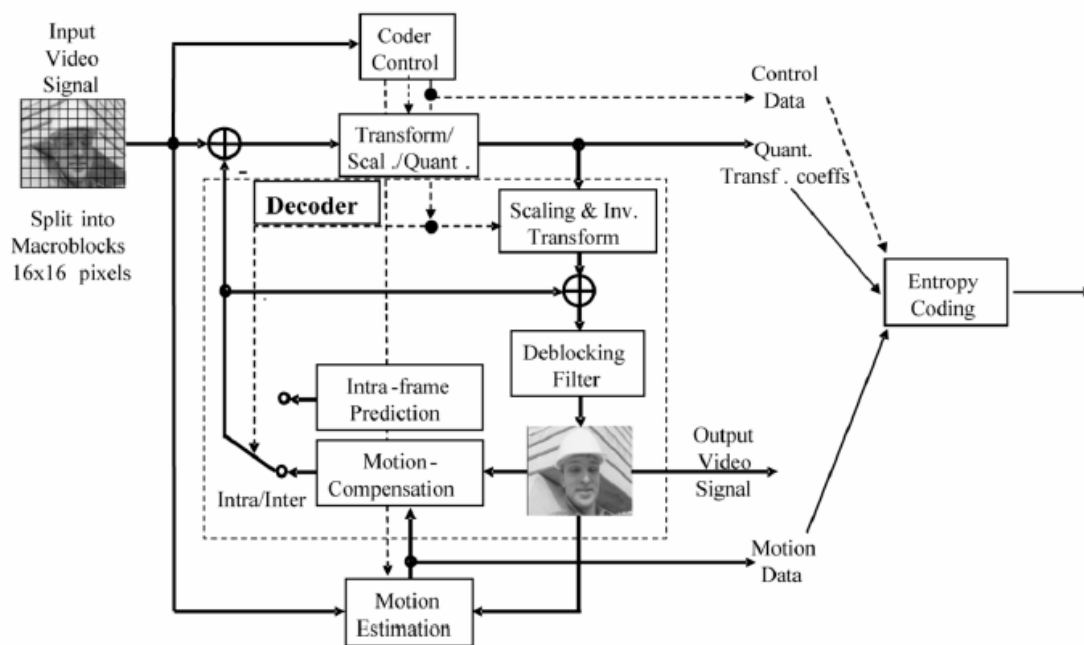 Input
Video
Signal
Coder
Control
Control
Data
Transform/
Scal./Quant.
Quant.
Transf. coeffs
-
Decoder
Scaling & Inv.
Transform
Split into
Macroblocks
16x16 pixels
Entropy
Coding
Deblocking
Filter
Intra-frame
Prediction
Output
Video
Signal
Motion-
Compensation
Intra/Inter
Motion
Data
Motion
Estimation